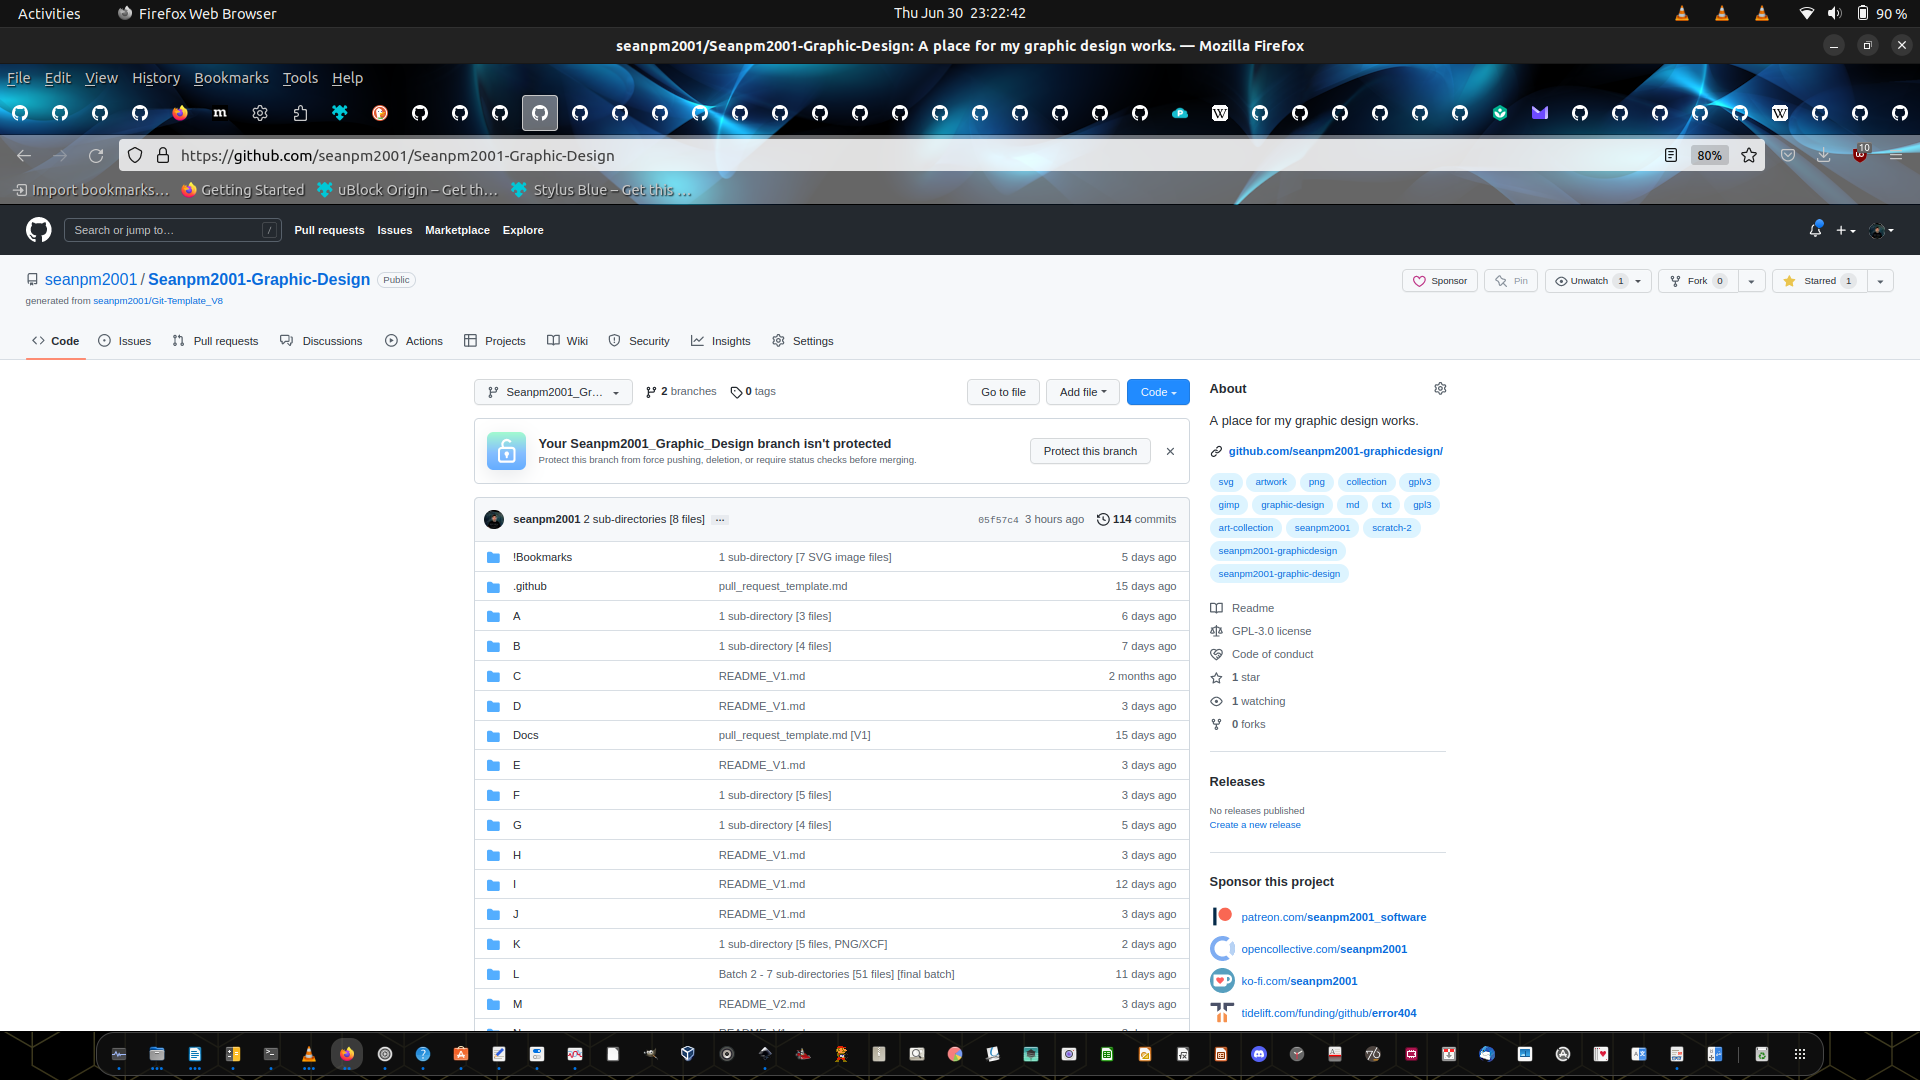 Activities Firefox Web Browser Thu Jun 30 23:22:42 90 %
seanpm2001/Seanpm2001-Graphic-Design: A place for my graphic design works. — Mozilla Firefox
File Edit View History Bookmarks Tools Help
https://github.com/seanpm2001/Seanpm2001-Graphic-Design 80% 10
Import bookmarks… Getting Started uBlock Origin – Get th… Stylus Blue – Get this …
Search or jump to… / Pull requests Issues Marketplace Explore
seanpm2001 / Seanpm2001-Graphic-Design Public Sponsor Pin Unwatch 1 Fork 0 Starred 1
generated from seanpm2001/Git-Template_V8
Code Issues Pull requests Discussions Actions Projects Wiki Security Insights Settings
Seanpm2001_Gr… 2 branches 0 tags Go to file Add file Code
Your Seanpm2001_Graphic_Design branch isn't protected
Protect this branch from force pushing, deletion, or require status checks before merging.
Protect this branch
seanpm2001 2 sub-directories [8 files] … 05f57c4 3 hours ago 114 commits
!Bookmarks 1 sub-directory [7 SVG image files] 5 days ago
.github pull_request_template.md 15 days ago
A 1 sub-directory [3 files] 6 days ago
B 1 sub-directory [4 files] 7 days ago
C README_V1.md 2 months ago
D README_V1.md 3 days ago
Docs pull_request_template.md [V1] 15 days ago
E README_V1.md 3 days ago
F 1 sub-directory [5 files] 3 days ago
G 1 sub-directory [4 files] 5 days ago
H README_V1.md 3 days ago
I README_V1.md 12 days ago
J README_V1.md 3 days ago
K 1 sub-directory [5 files, PNG/XCF] 2 days ago
L Batch 2 - 7 sub-directories [51 files] [final batch] 11 days ago
M README_V2.md 3 days ago
About
A place for my graphic design works.
github.com/seanpm2001-graphicdesign/
svg artwork png collection gplv3
gimp graphic-design md txt gpl3
art-collection seanpm2001 scratch-2
seanpm2001-graphicdesign
seanpm2001-graphic-design
Readme
GPL-3.0 license
Code of conduct
1 star
1 watching
0 forks
Releases
No releases published
Create a new release
Sponsor this project
patreon.com/seanpm2001_software
opencollective.com/seanpm2001
ko-fi.com/seanpm2001
tidelift.com/funding/github/error404